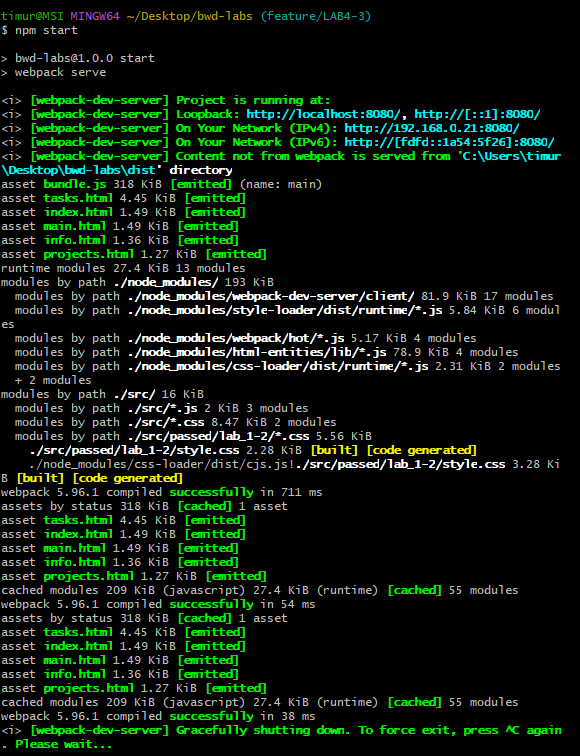 timur@MSI MINGW64 ~/Desktop/bwd-labs (feature/LAB4-3)
$ npm start

> bwd-labs@1.0.0 start
> webpack serve

<i> [webpack-dev-server] Project is running at:
<i> [webpack-dev-server] Loopback: http://localhost:8080/, http://[::1]:8080/
<i> [webpack-dev-server] On Your Network (IPv4): http://192.168.0.21:8080/
<i> [webpack-dev-server] On Your Network (IPv6): http://[fdfd::1a54:5f26]:8080/
<i> [webpack-dev-server] Content not from webpack is served from 'C:\Users\timur
\Desktop\bwd-labs\dist' directory
asset bundle.js 318 KiB [emitted] (name: main)
asset tasks.html 4.45 KiB [emitted]
asset index.html 1.49 KiB [emitted]
asset main.html 1.49 KiB [emitted]
asset info.html 1.36 KiB [emitted]
asset projects.html 1.27 KiB [emitted]
runtime modules 27.4 KiB 13 modules
modules by path ./node_modules/ 193 KiB
  modules by path ./node_modules/webpack-dev-server/client/ 81.9 KiB 17 modules
  modules by path ./node_modules/style-loader/dist/runtime/*.js 5.84 KiB 6 modul
es
  modules by path ./node_modules/webpack/hot/*.js 5.17 KiB 4 modules
  modules by path ./node_modules/html-entities/lib/*.js 78.9 KiB 4 modules
  modules by path ./node_modules/css-loader/dist/runtime/*.js 2.31 KiB 2 modules
  + 2 modules
modules by path ./src/ 16 KiB
  modules by path ./src/*.js 2 KiB 3 modules
  modules by path ./src/*.css 8.47 KiB 2 modules
  modules by path ./src/passed/lab_1-2/*.css 5.56 KiB
    ./src/passed/lab_1-2/style.css 2.28 KiB [built] [code generated]
    ./node_modules/css-loader/dist/cjs.js!./src/passed/lab_1-2/style.css 3.28 Ki
B [built] [code generated]
webpack 5.96.1 compiled successfully in 711 ms
assets by status 318 KiB [cached] 1 asset
asset tasks.html 4.45 KiB [emitted]
asset index.html 1.49 KiB [emitted]
asset main.html 1.49 KiB [emitted]
asset info.html 1.36 KiB [emitted]
asset projects.html 1.27 KiB [emitted]
cached modules 209 KiB (javascript) 27.4 KiB (runtime) [cached] 55 modules
webpack 5.96.1 compiled successfully in 54 ms
assets by status 318 KiB [cached] 1 asset
asset tasks.html 4.45 KiB [emitted]
asset index.html 1.49 KiB [emitted]
asset main.html 1.49 KiB [emitted]
asset info.html 1.36 KiB [emitted]
asset projects.html 1.27 KiB [emitted]
cached modules 209 KiB (javascript) 27.4 KiB (runtime) [cached] 55 modules
webpack 5.96.1 compiled successfully in 38 ms
<i> [webpack-dev-server] Gracefully shutting down. To force exit, press ^C again
. Please wait...